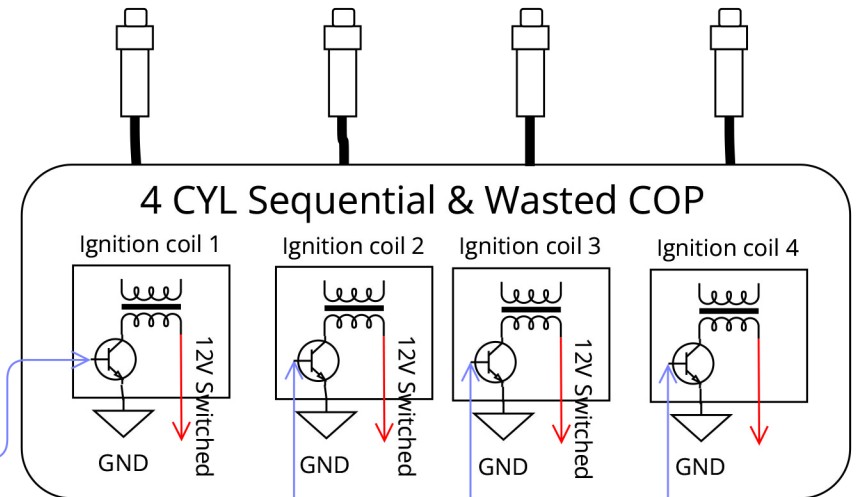 4 CYL Sequential & Wasted COP
Ignition coil 1
Ignition coil 2
Ignition coil 3
Ignition coil 4
12V Switched
12V Switched
12V Switched
GND
GND
GND
GND